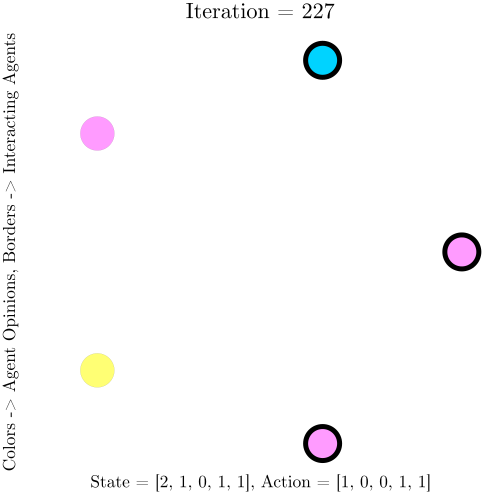 Iteration = 227
Colors -> Agent Opinions, Borders -> Interacting Agents
State = [2, 1, 0, 1, 1], Action = [1, 0, 0, 1, 1]